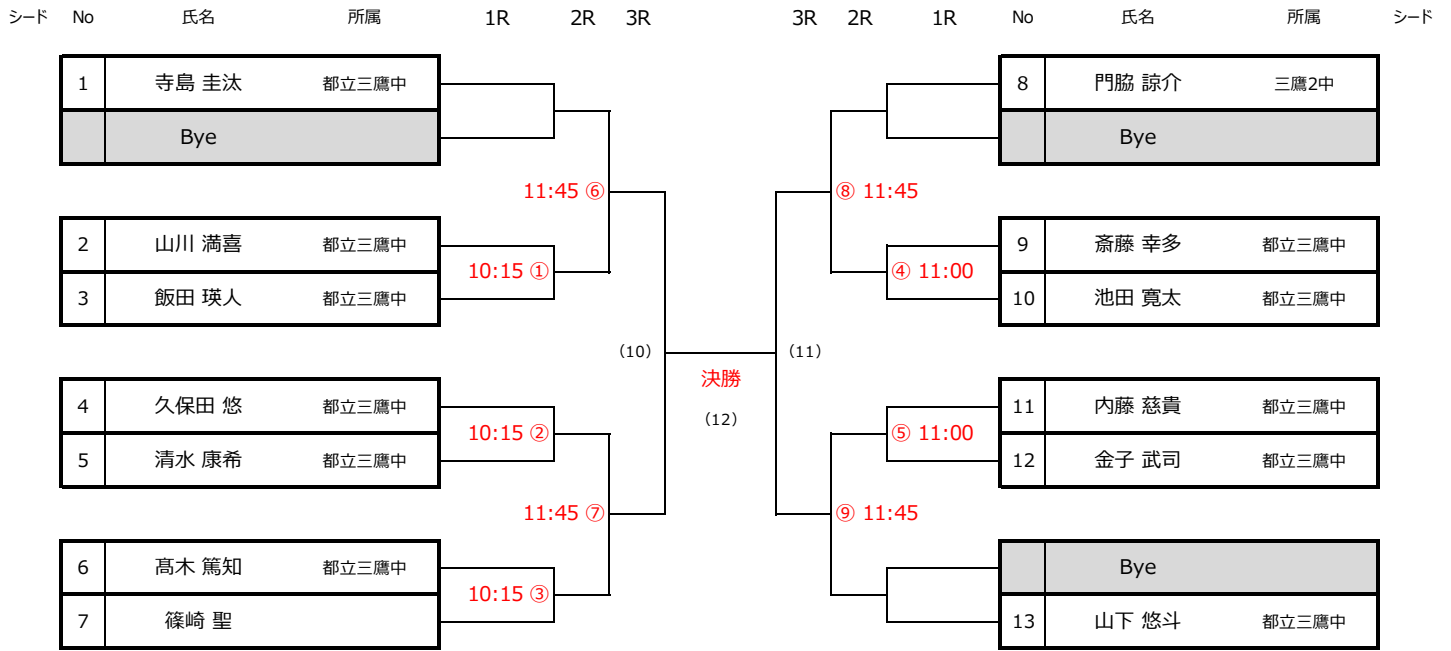 シード No 氏名 所属 1R 2R 3R 3R 2R 1R No 氏名 所属 シード
1 寺島 圭汰 都立三鷹中 8 門脇 諒介 三鷹2中
Bye Bye
11:45 ⑥ ⑧ 11:45
2 山川 満喜 都立三鷹中 9 斎藤 幸多 都立三鷹中
10:15 ① ④ 11:00
3 飯田 瑛人 都立三鷹中 10 池田 寛太 都立三鷹中
(10) (11)
決勝
4 久保田 悠 都立三鷹中 11 内藤 慈貴 都立三鷹中
(12)
10:15 ② ⑤ 11:00
5 清水 康希 都立三鷹中 12 金子 武司 都立三鷹中
11:45 ⑦ ⑨ 11:45
6 髙木 篤知 都立三鷹中 Bye
10:15 ③
7 篠崎 聖 13 山下 悠斗 都立三鷹中